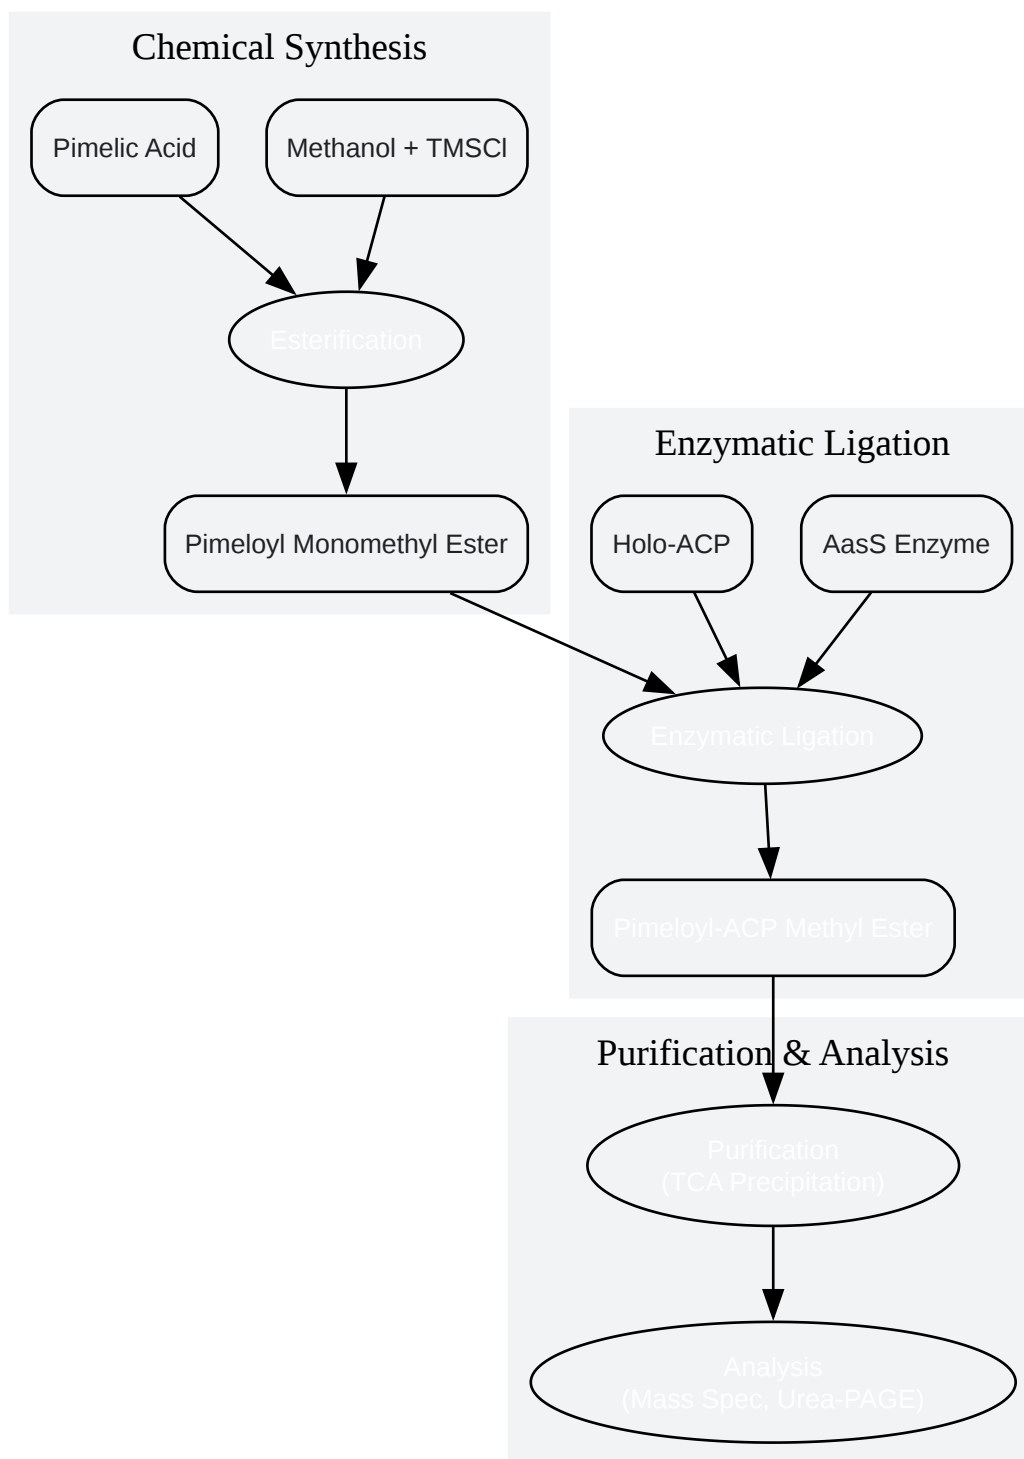 Chemical Synthesis
Pimelic Acid
Methanol + TMSCl
Esterification
Pimeloyl Monomethyl Ester
Enzymatic Ligation
Holo-ACP
AasS Enzyme
Enzymatic Ligation
Pimeloyl-ACP Methyl Ester
Purification & Analysis
Purification
(TCA Precipitation)
Analysis
(Mass Spec, Urea-PAGE)